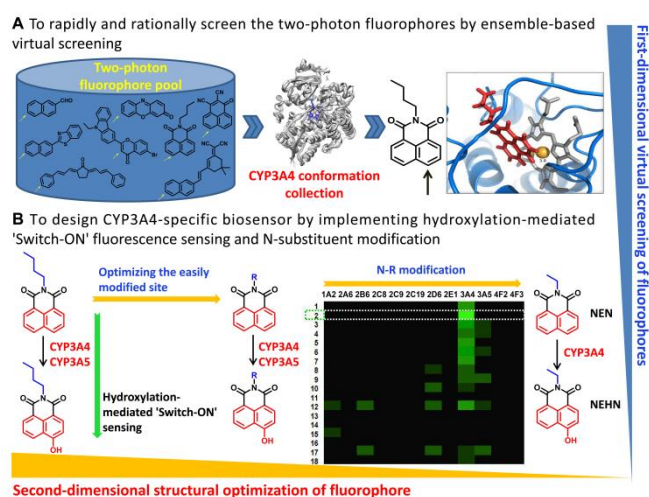 A To rapidly and rationally screen the two-photon fluorophores by ensemble-based
virtual screening
Two-photon
fluorophore pool
CHO
NC
CN
CN
O
N
O
O
N
O
CYP3A4 conformation
collection
First-dimensional virtual screening of fluorophores
B To design CYP3A4-specific biosensor by implementing hydroxylation-mediated
'Switch-ON' fluorescence sensing and N-substituent modification
Optimizing the easily
modified site
N-R modification
1A2 2A6 2B6 2C8 2C9 2C19 2D6 2E1 3A4 3A5 4F2 4F3
O
N
O
R
O
N
O
O
N
O
NEN
1
2
3
4
5
6
7
8
9
10
11
12
13
14
15
16
17
18
CYP3A4
CYP3A5
CYP3A4
CYP3A5
CYP3A4
Hydroxylation-
mediated 'Switch-ON'
sensing
O
N
O
OH
R
O
N
O
OH
O
N
O
OH
NEHN
Second-dimensional structural optimization of fluorophore